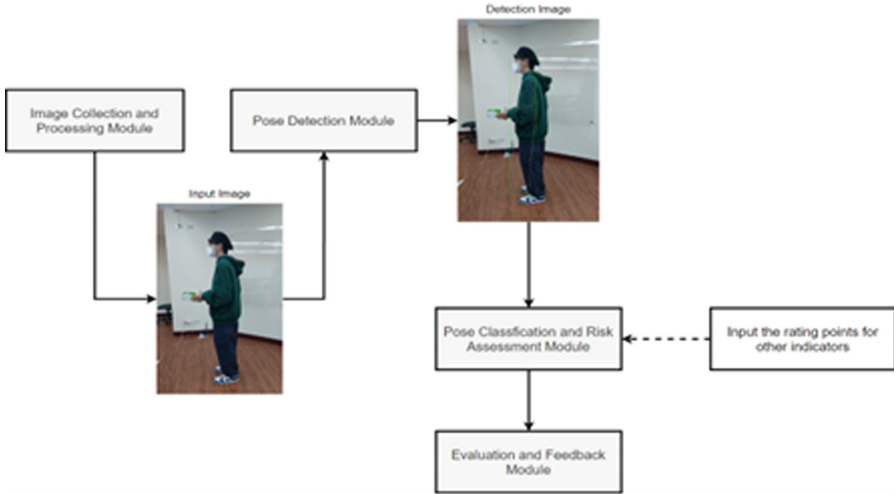 Detection Image
Image Collection and
Processing Module
Pose Detection Module
Input Image
Pose Classfication and Risk
Assessment Module
Input the rating points for
other indicators
Evaluation and Feedback
Module